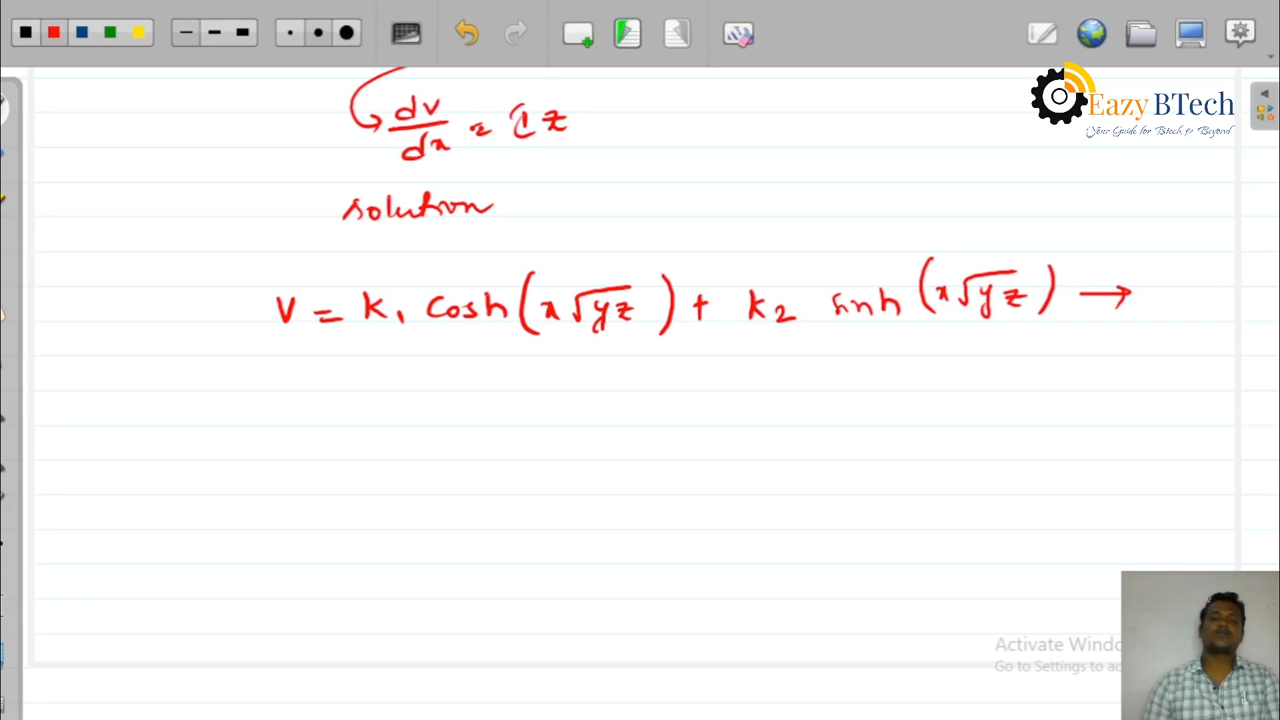 Eazy BTech
Your Guide for Btech & Beyond
dv/dx = I z
solution
V = K₁ cosh(x√yz) + K₂ sinh(x√yz) →
Activate Windo
Go to Settings to ac